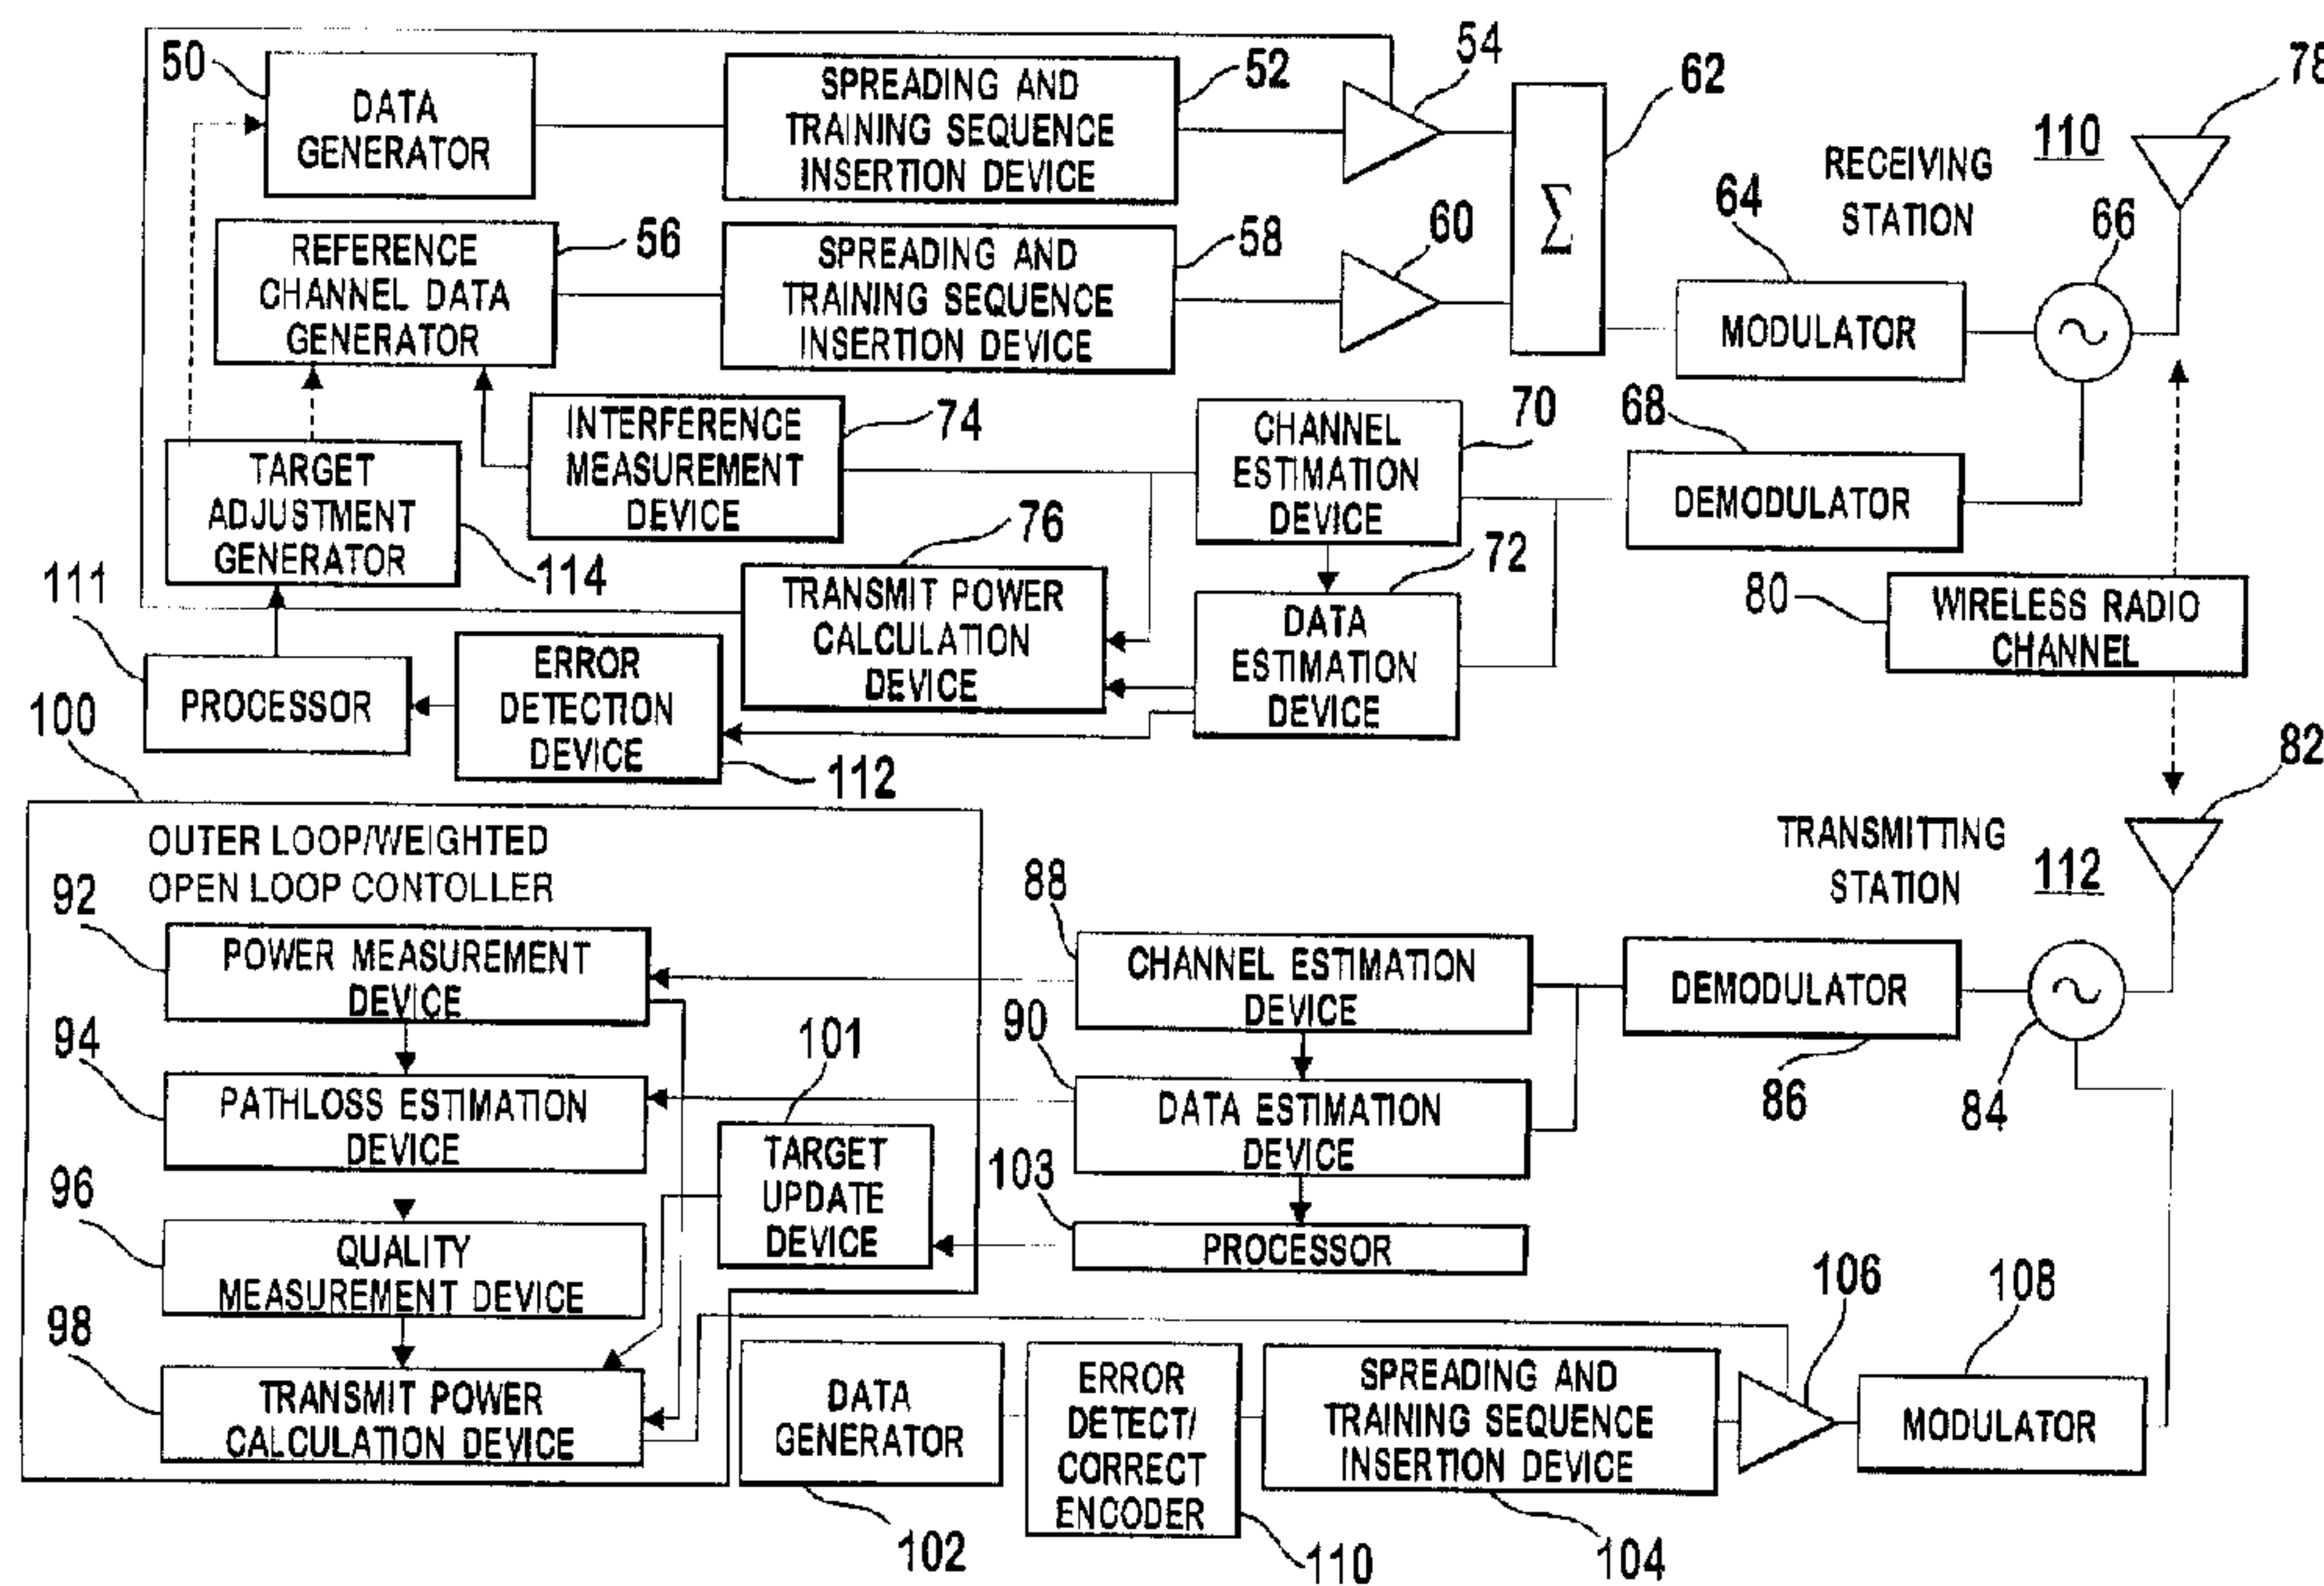 50
DATA
GENERATOR
SPREADING AND
TRAINING SEQUENCE
INSERTION DEVICE
52
54
62
78
110
RECEIVING
STATION
REFERENCE
CHANNEL DATA
GENERATOR
56
SPREADING AND
TRAINING SEQUENCE
INSERTION DEVICE
58
60
Σ
64
MODULATOR
66
TARGET
ADJUSTMENT
GENERATOR
114
INTERFERENCE
MEASUREMENT
DEVICE
74
CHANNEL
ESTIMATION
DEVICE
70
68
DEMODULATOR
76
TRANSMIT POWER
CALCULATION
DEVICE
72
DATA
ESTIMATION
DEVICE
80
WIRELESS RADIO
CHANNEL
111
PROCESSOR
ERROR
DETECTION
DEVICE
112
100
OUTER LOOP/WEIGHTED
OPEN LOOP CONTOLLER
82
TRANSMITTING
STATION
112
92
POWER MEASUREMENT
DEVICE
88
CHANNEL ESTIMATION
DEVICE
DEMODULATOR
86
84
94
PATHLOSS ESTIMATION
DEVICE
101
TARGET
UPDATE
DEVICE
90
DATA ESTIMATION
DEVICE
103
PROCESSOR
96
QUALITY
MEASUREMENT DEVICE
98
TRANSMIT POWER
CALCULATION DEVICE
DATA
GENERATOR
102
ERROR
DETECT/
CORRECT
ENCODER
110
SPREADING AND
TRAINING SEQUENCE
INSERTION DEVICE
104
106
108
MODULATOR